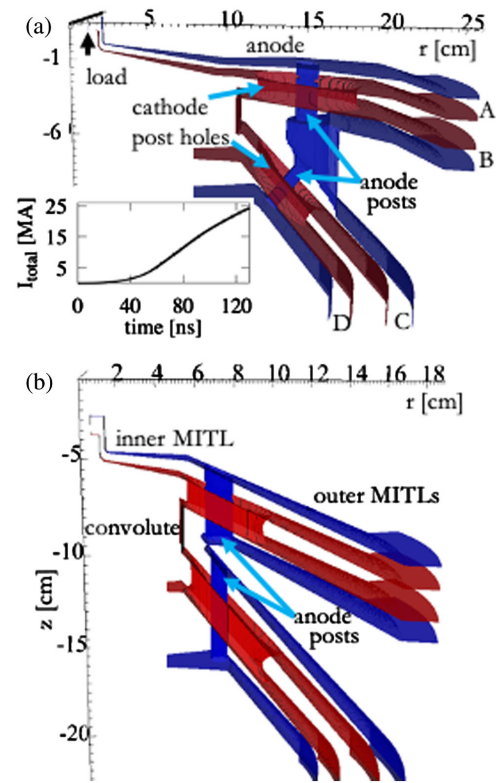 (a)
5 10 15 20 25
r [cm]
anode
-1
load
A
cathode
-6
B
post holes
anode
posts
25
15
5
I_total [MA]
0 40 80 120
time [ns]
D
C
(b)
2 4 6 8 10 12 14 16 18
r [cm]
inner MITL
-5
outer MITLs
convolute
-10
z [cm]
anode
posts
-15
-20